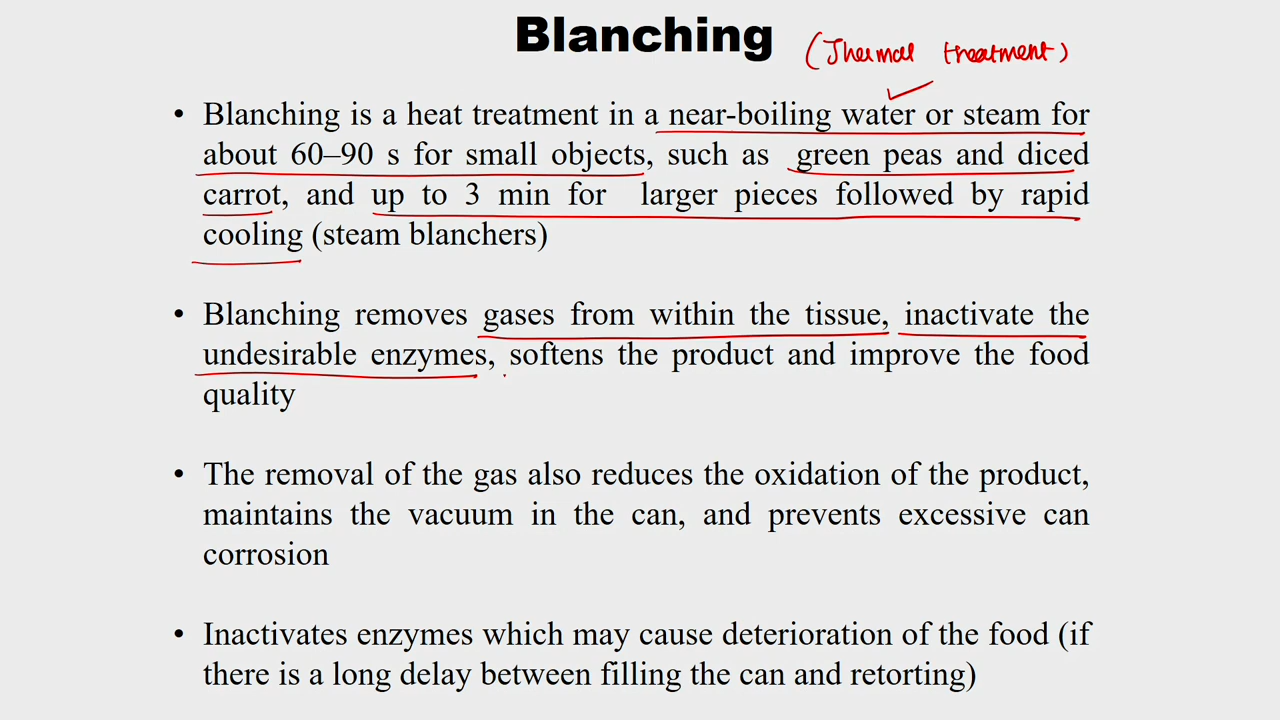 Blanching (Thermal treatment)
• Blanching is a heat treatment in a near-boiling water or steam for
about 60–90 s for small objects, such as green peas and diced
carrot, and up to 3 min for larger pieces followed by rapid
cooling (steam blanchers)
• Blanching removes gases from within the tissue, inactivate the
undesirable enzymes, softens the product and improve the food
quality
• The removal of the gas also reduces the oxidation of the product,
maintains the vacuum in the can, and prevents excessive can
corrosion
• Inactivates enzymes which may cause deterioration of the food (if
there is a long delay between filling the can and retorting)